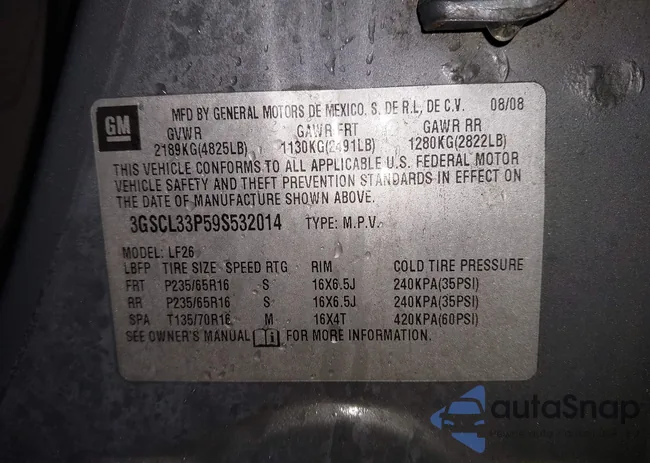 GM
MFD BY GENERAL MOTORS DE MEXICO, S. DE R.L, DE C.V. 08/08
GVWR GAWR FRT GAWR RR
2189KG(4825LB) 1130KG(2491LB) 1280KG(2822LB)
THIS VEHICLE CONFORMS TO ALL APPLICABLE U.S. FEDERAL MOTOR
VEHICLE SAFETY AND THEFT PREVENTION STANDARDS IN EFFECT ON
THE DATE OF MANUFACTURE SHOWN ABOVE.
3GSCL33P59S532014 TYPE: M.P.V.
MODEL: LF26
LBFP TIRE SIZE SPEED RTG RIM COLD TIRE PRESSURE
FRT P235/65R16 S 16X6.5J 240KPA(35PSI)
RR P235/65R16 S 16X6.5J 240KPA(35PSI)
SPA T135/70R16 M 16X4T 420KPA(60PSI)
SEE OWNER'S MANUAL FOR MORE INFORMATION.
autoSnap